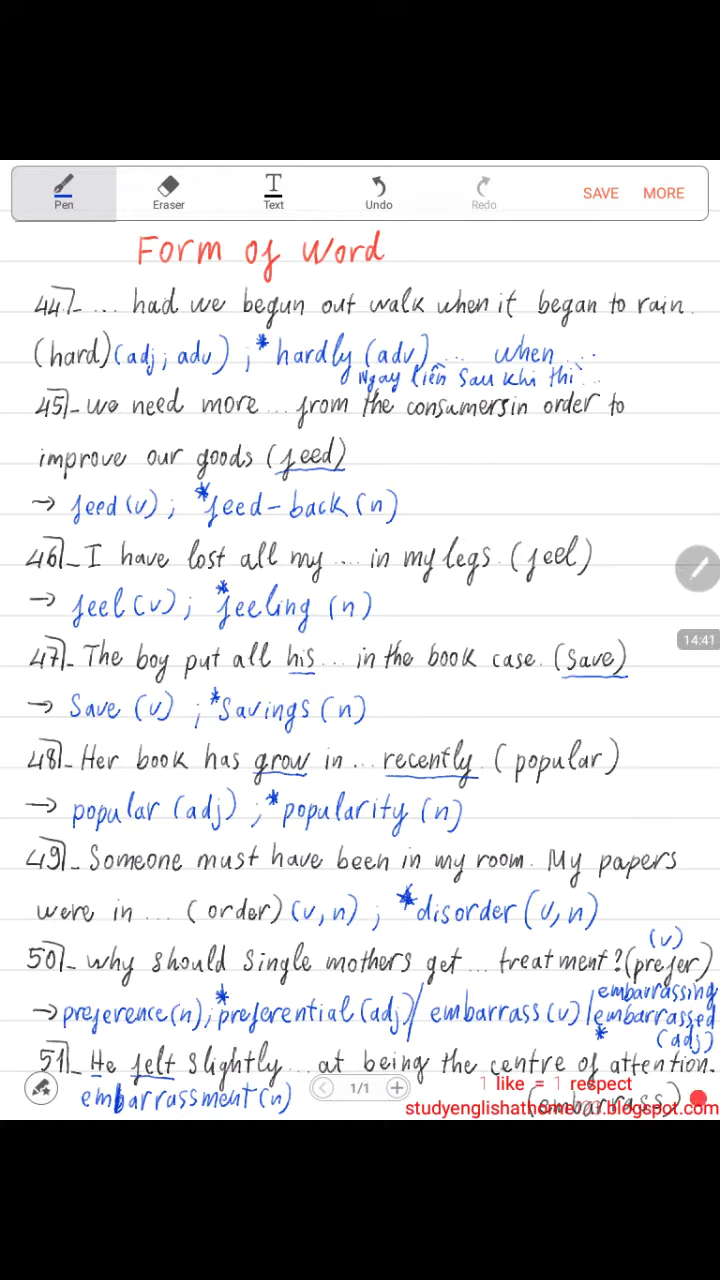 Pen
Eraser
Text
Undo
Redo
SAVE
MORE
Form of Word
44/- ... had we begun out walk when it began to rain.
(hard) (adj; adv) ; *hardly (adv) ... when ...
Ngay liền sau khi thì ...
45/- We need more ... from the consumers in order to
improve our goods (feed)
→ feed (v); *feed-back (n)
46/- I have lost all my ... in my legs. (feel)
→ feel (v); *feeling (n)
14:41
47/- The boy put all his ... in the book case. (Save)
→ Save (v) ; *Savings (n)
48/- Her book has grow in ... recently. (popular)
→ popular (adj) ; *popularity (n)
49/- Someone must have been in my room. My papers
were in ... (order) (v, n) ; *disorder (v, n)
(v)
50/- Why should single mothers get ... treatment? (prefer)
→ preference (n); *preferential (adj) / embarrass (v) / embarrassing
embarrassed
* (adj)
51/- He felt slightly ... at being the centre of attention.
embarrassment (n)
1/1
(embarrass)
1 like = 1 respect
studyenglishathome79.blogspot.com